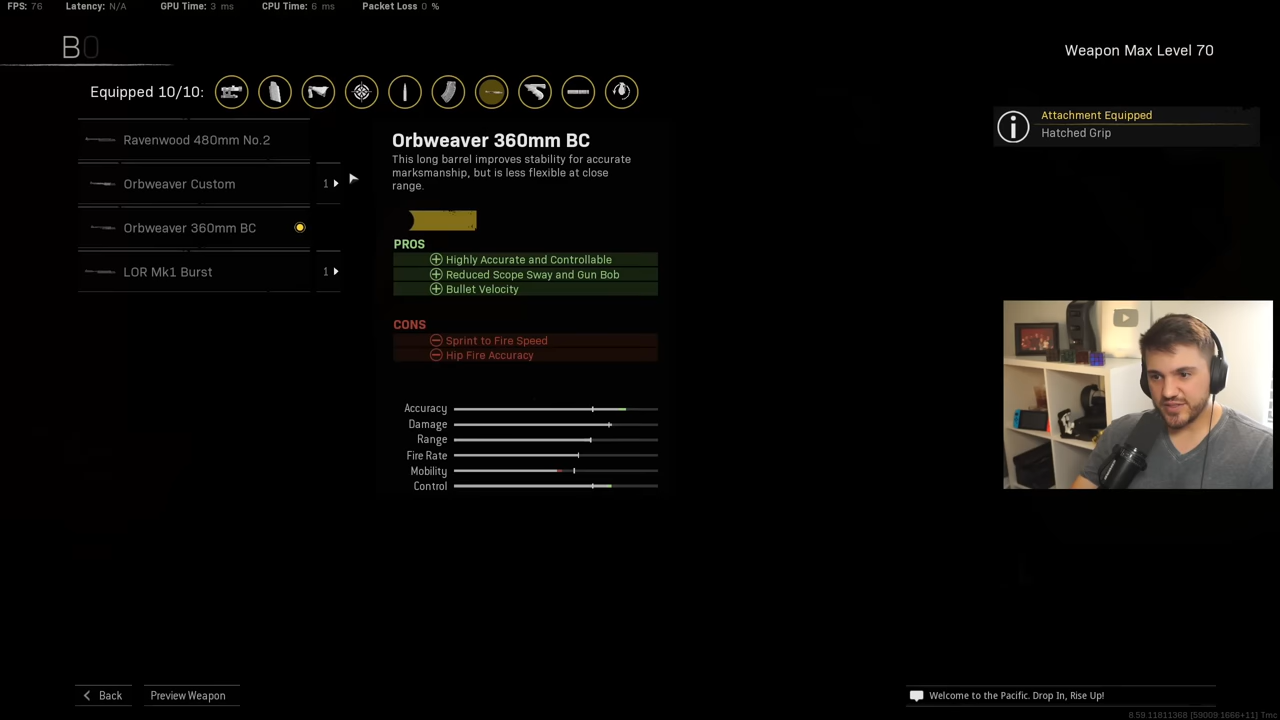 FPS: 76 Latency: N/A GPU Time: 3 ms CPU Time: 6 ms Packet Loss 0 %
B0
Weapon Max Level 70
Equipped 10/10:
Attachment Equipped
Hatched Grip
Ravenwood 480mm No.2
Orbweaver Custom 1
Orbweaver 360mm BC
LOR Mk1 Burst 1
Orbweaver 360mm BC
This long barrel improves stability for accurate
marksmanship, but is less flexible at close
range.
PROS
Highly Accurate and Controllable
Reduced Scope Sway and Gun Bob
Bullet Velocity
CONS
Sprint to Fire Speed
Hip Fire Accuracy
Accuracy
Damage
Range
Fire Rate
Mobility
Control
Back
Preview Weapon
Welcome to the Pacific. Drop In, Rise Up!